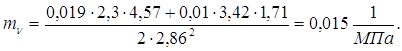 m_ν = (0,019·2,3·4,57 + 0,01·3,42·1,71) / (2·2,86²) = 0,015 1/МПа.